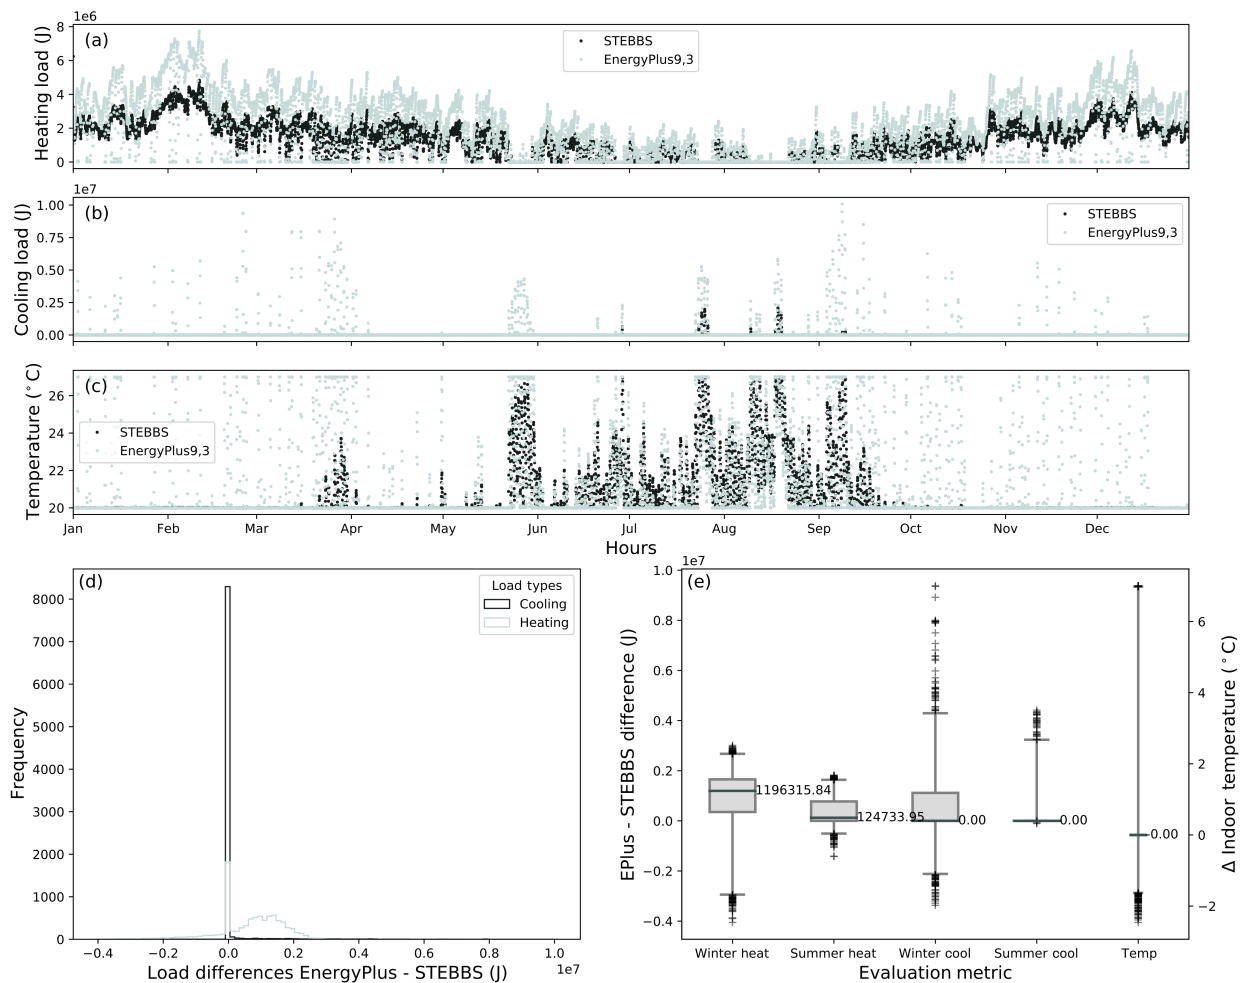 1e6
(a)
Heating load (J)
8
6
4
2
0
STEBBS
EnergyPlus9,3
1e7
(b)
Cooling load (J)
1.00
0.75
0.50
0.25
0.00
STEBBS
EnergyPlus9,3
(c)
Temperature (°C)
26
24
22
20
STEBBS
EnergyPlus9,3
Jan Feb Mar Apr May Jun Jul Aug Sep Oct Nov Dec
Hours
(d)
Frequency
8000
7000
6000
5000
4000
3000
2000
1000
0
Load types
Cooling
Heating
−0.4 −0.2 0.0 0.2 0.4 0.6 0.8 1.0
1e7
Load differences EnergyPlus - STEBBS (J)
1e7
(e)
EPlus - STEBBS difference (J)
1.0
0.8
0.6
0.4
0.2
0.0
−0.2
−0.4
1196315.84
124733.95
0.00
0.00
0.00
6
4
2
0
−2
Δ Indoor temperature (°C)
Winter heat Summer heat Winter cool Summer cool Temp
Evaluation metric